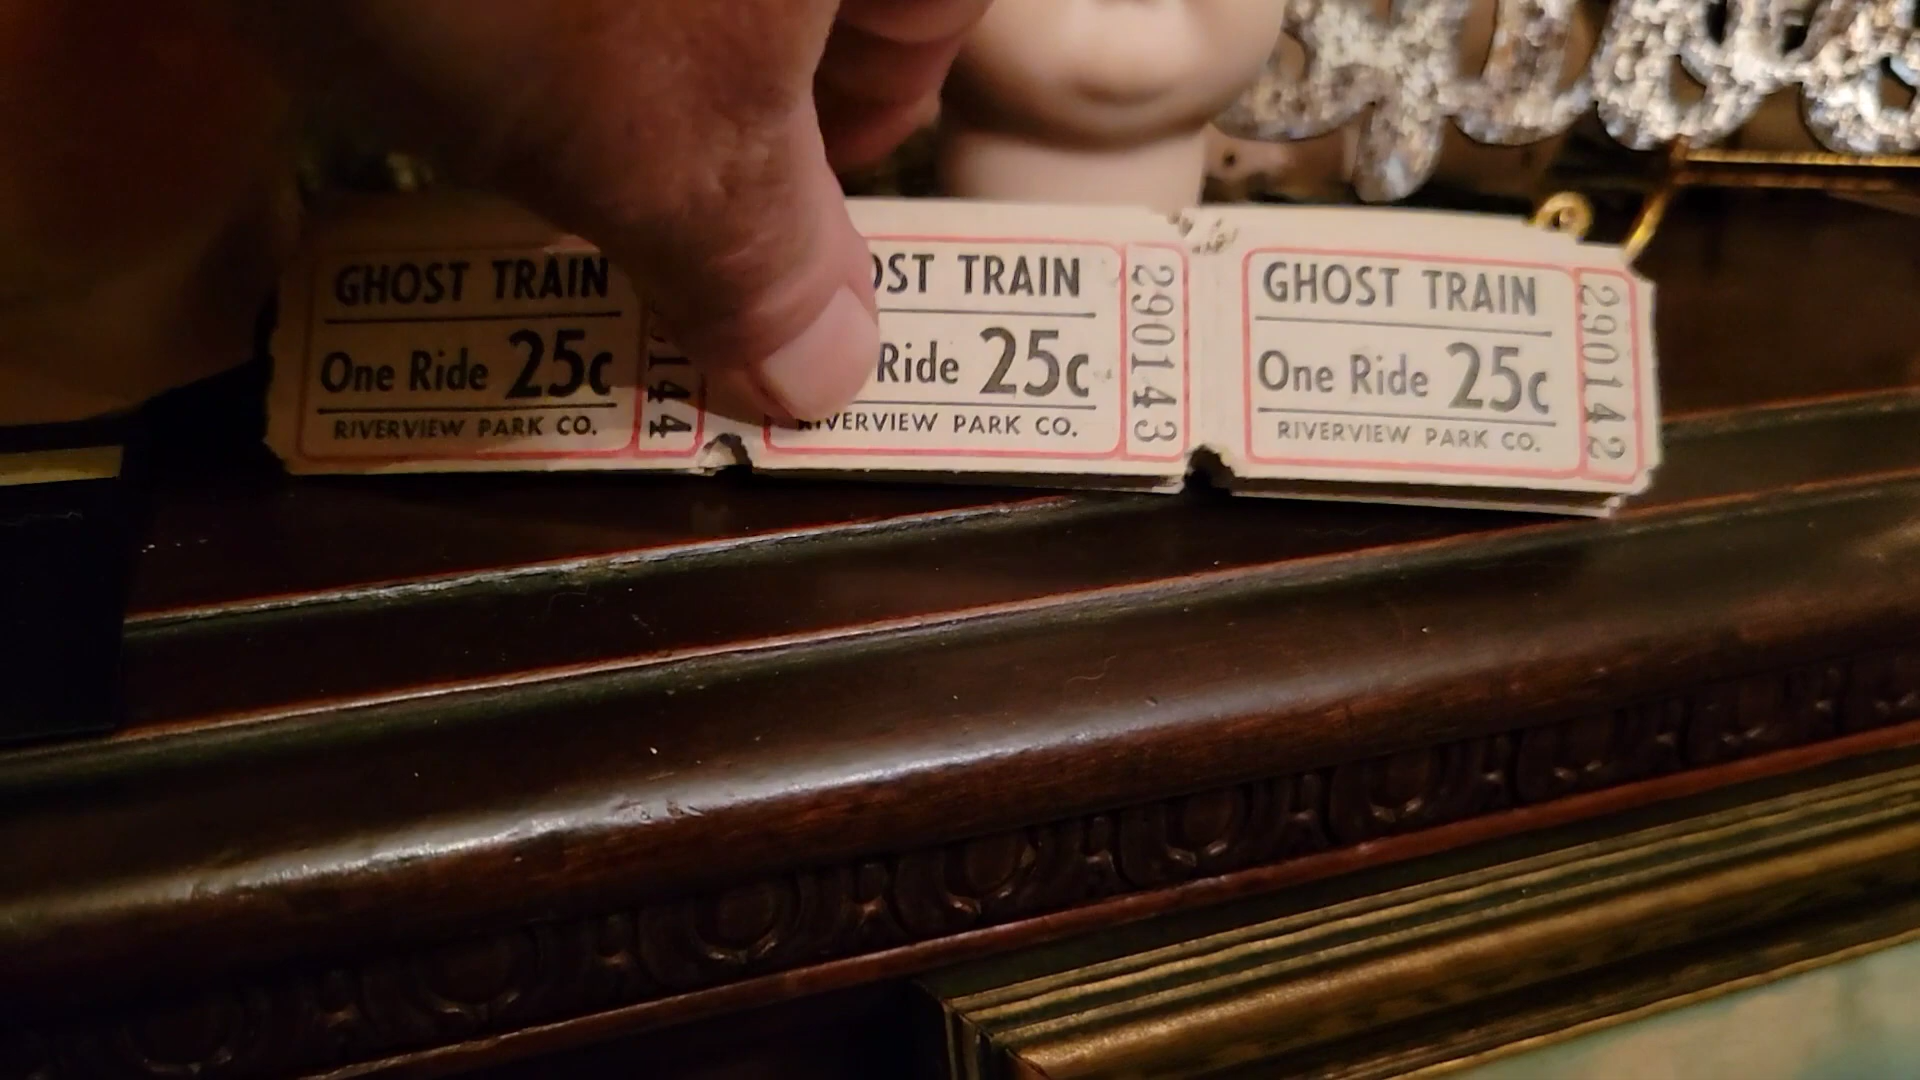 GHOST TRAIN
One Ride 25c
RIVERVIEW PARK CO.
TRAIN
Ride 25c
RIVERVIEW PARK CO.
290143
GHOST TRAIN
One Ride 25c
RIVERVIEW PARK CO.
290142